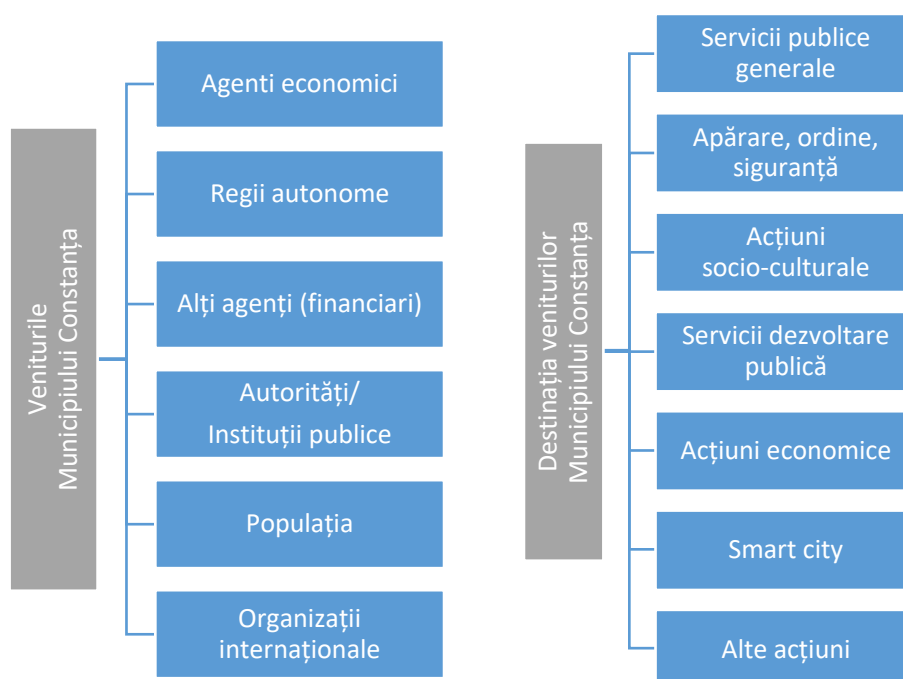 Veniturile
Municipiului Constanța
Agenti economici
Regii autonome
Alți agenți (financiari)
Autorități/
Instituții publice
Populația
Organizații
internaționale
Destinația veniturilor
Municipiului Constanța
Servicii publice
generale
Apărare, ordine,
siguranță
Acțiuni
socio-culturale
Servicii dezvoltare
publică
Acțiuni economice
Smart city
Alte acțiuni